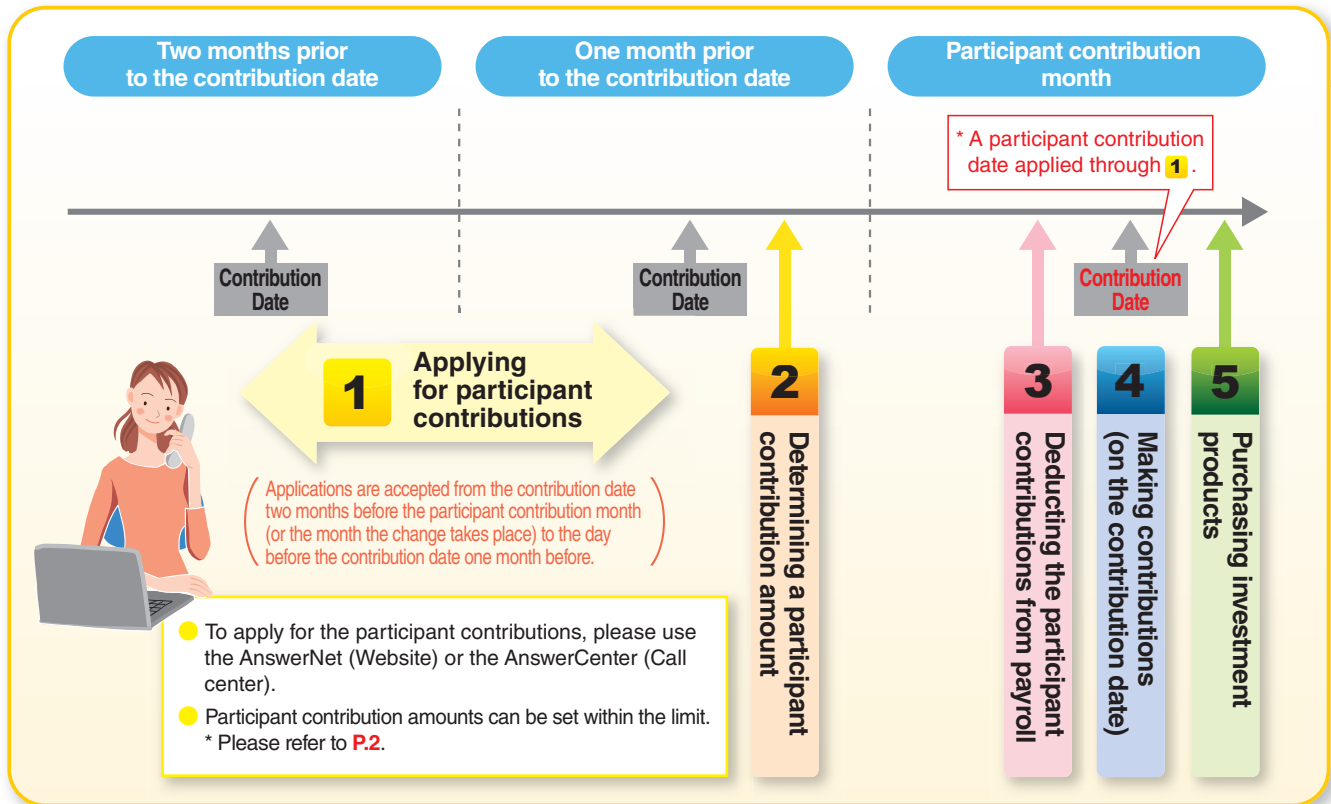 Two months prior
to the contribution date
One month prior
to the contribution date
Participant contribution
month
* A participant contribution
date applied through 1 .
Contribution
Date
Contribution
Date
Contribution
Date
1
Applying
for participant
contributions
(Applications are accepted from the contribution date
two months before the participant contribution month
(or the month the change takes place) to the day
before the contribution date one month before.)
2
Determining a participant
contribution amount
3
Deducting the participant
contributions from payroll
4
Making contributions
(on the contribution date)
5
Purchasing investment
products
To apply for the participant contributions, please use
the AnswerNet (Website) or the AnswerCenter (Call
center).
Participant contribution amounts can be set within the limit.
* Please refer to P.2.